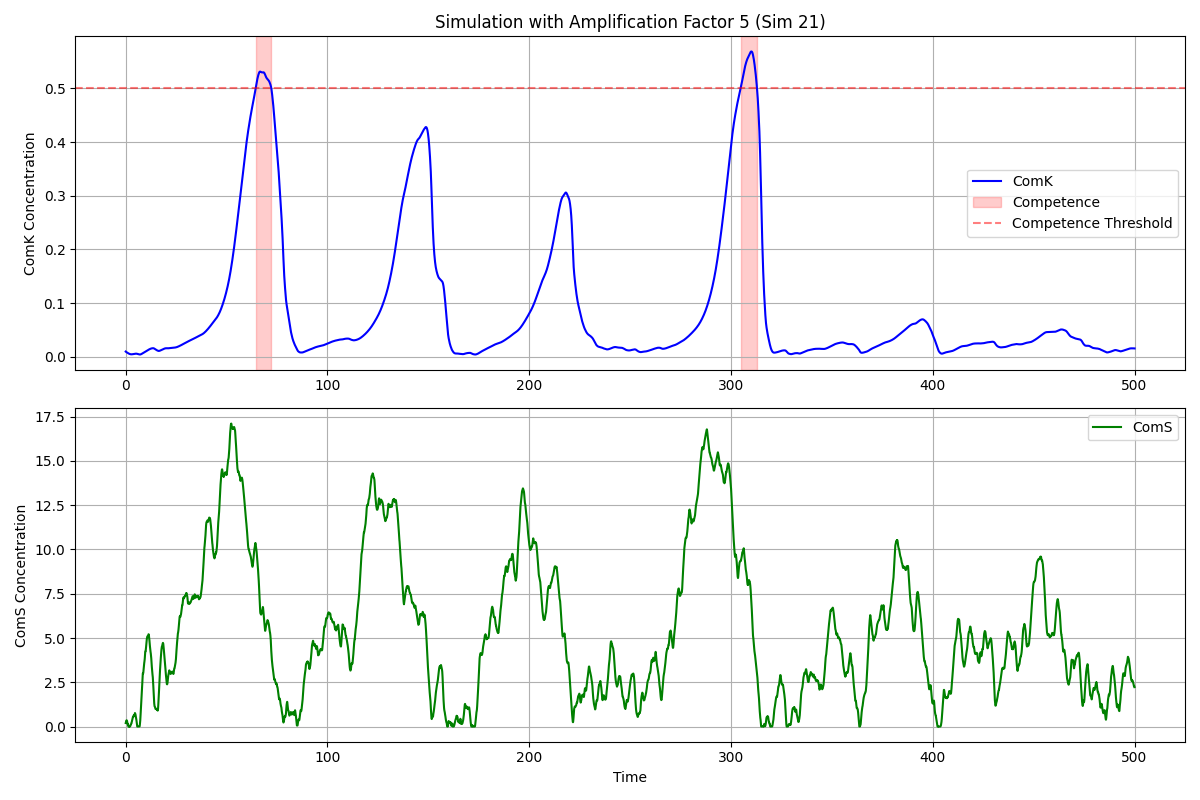 Simulation with Amplification Factor 5 (Sim 21)
ComK Concentration
0.5
0.4
0.3
0.2
0.1
0.0
ComK
Competence
Competence Threshold
0 100 200 300 400 500
ComS Concentration
17.5
15.0
12.5
10.0
7.5
5.0
2.5
0.0
ComS
0 100 200 300 400 500
Time